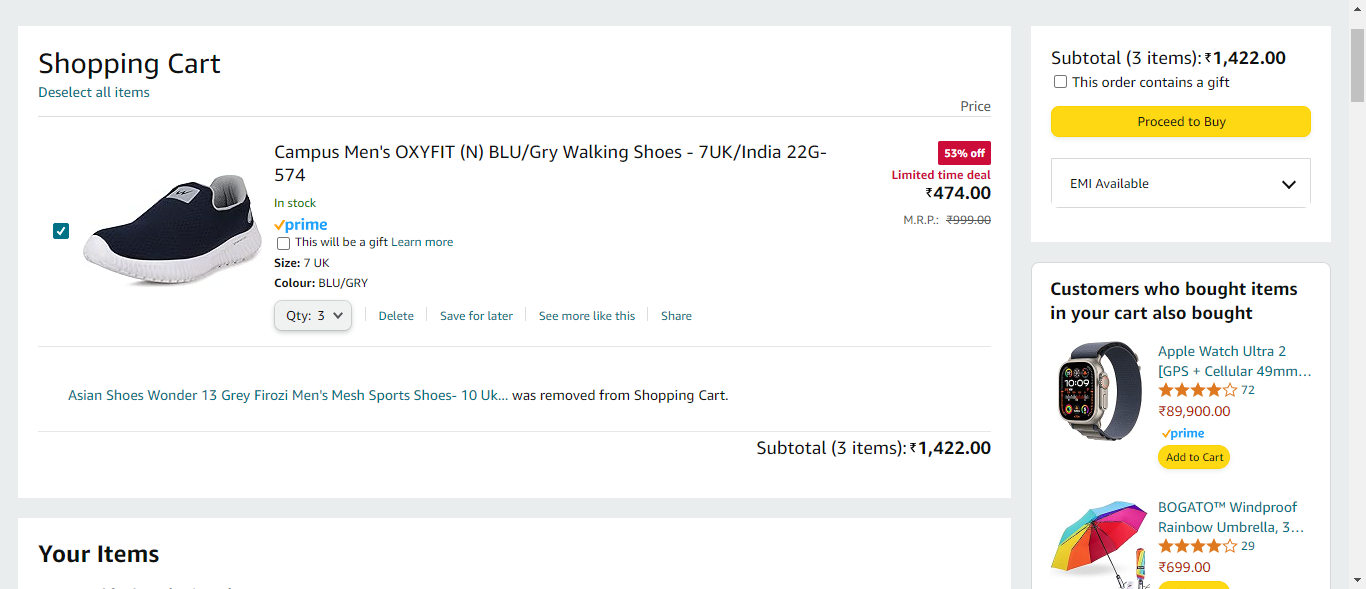 Shopping Cart
Deselect all items
Price
Campus Men's OXYFIT (N) BLU/Gry Walking Shoes - 7UK/India 22G-
574
53% off
Limited time deal
₹474.00
M.R.P.: ₹999.00
In stock
prime
This will be a gift Learn more
Size: 7 UK
Colour: BLU/GRY
Qty: 3
Delete
Save for later
See more like this
Share
Asian Shoes Wonder 13 Grey Firozi Men's Mesh Sports Shoes- 10 Uk... was removed from Shopping Cart.
Subtotal (3 items): ₹1,422.00
Your Items
Subtotal (3 items): ₹1,422.00
This order contains a gift
Proceed to Buy
EMI Available
Customers who bought items
in your cart also bought
Apple Watch Ultra 2
[GPS + Cellular 49mm…
72
₹89,900.00
prime
Add to Cart
10:09
BOGATO™ Windproof
Rainbow Umbrella, 3…
29
₹699.00